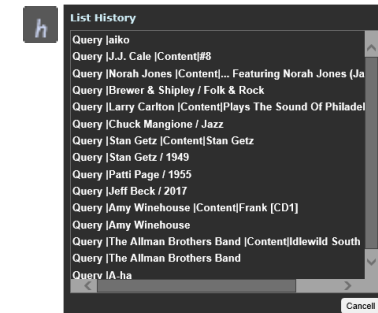 h
List History
Query |aiko
Query |J.J. Cale |Content|#8
Query |Norah Jones |Content|... Featuring Norah Jones (Ja
Query |Brewer & Shipley / Folk & Rock
Query |Larry Carlton |Content|Plays The Sound Of Philadel
Query |Chuck Mangione / Jazz
Query |Stan Getz |Content|Stan Getz
Query |Stan Getz / 1949
Query |Patti Page / 1955
Query |Jeff Beck / 2017
Query |Amy Winehouse |Content|Frank [CD1]
Query |Amy Winehouse
Query |The Allman Brothers Band |Content|Idlewild South
Query |The Allman Brothers Band
Query |A-ha
Cancell